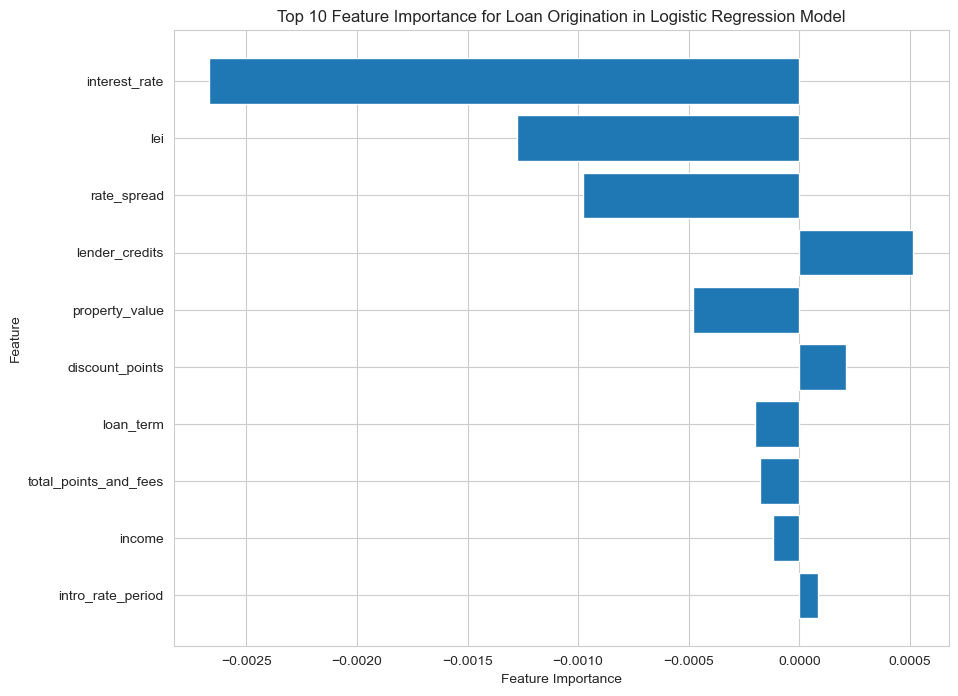 Top 10 Feature Importance for Loan Origination in Logistic Regression Model
interest_rate
lei
rate_spread
lender_credits
property_value
discount_points
loan_term
total_points_and_fees
income
intro_rate_period
Feature
−0.0025 −0.0020 −0.0015 −0.0010 −0.0005 0.0000 0.0005
Feature Importance